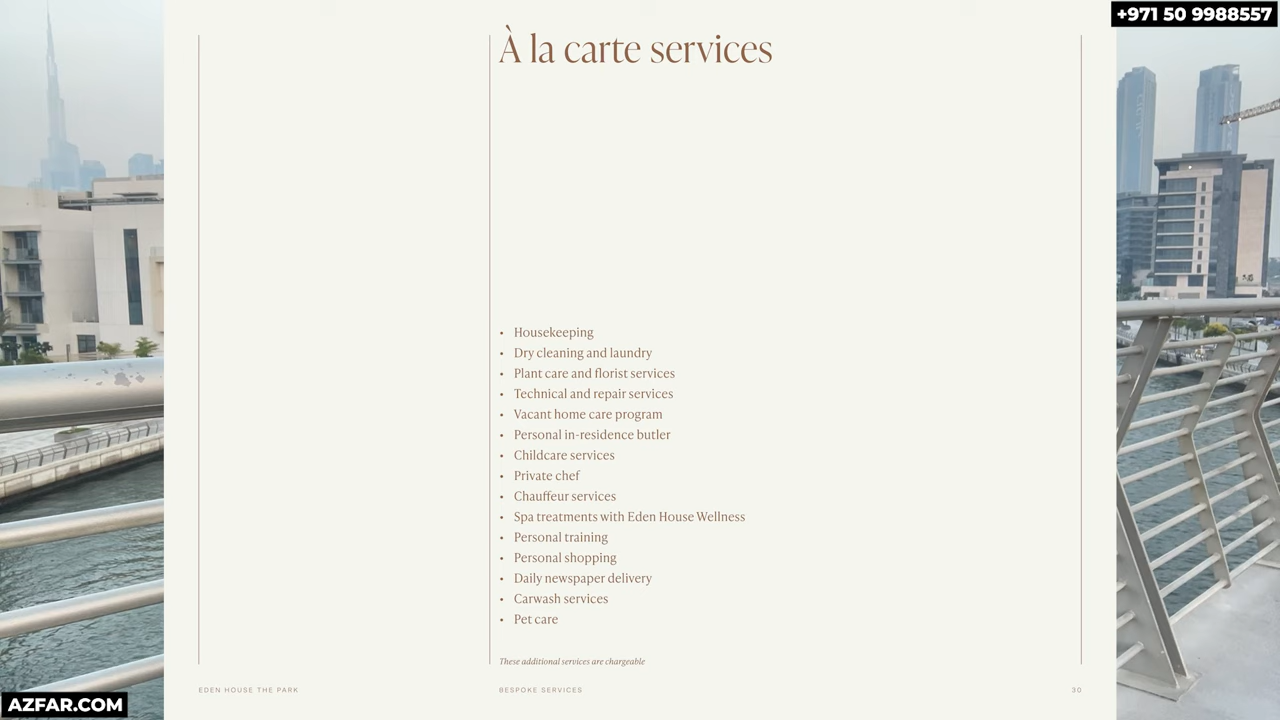 +971 50 9988557
À la carte services
• Housekeeping
• Dry cleaning and laundry
• Plant care and florist services
• Technical and repair services
• Vacant home care program
• Personal in-residence butler
• Childcare services
• Private chef
• Chauffeur services
• Spa treatments with Eden House Wellness
• Personal training
• Personal shopping
• Daily newspaper delivery
• Carwash services
• Pet care
These additional services are chargeable
EDEN HOUSE THE PARK
BESPOKE SERVICES
30
AZFAR.COM